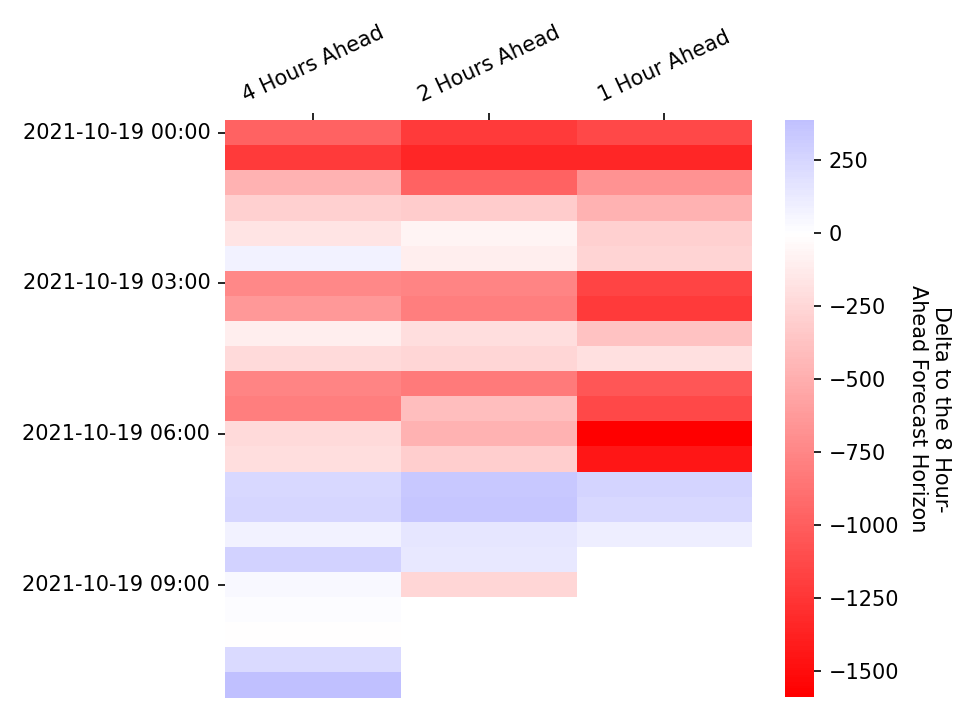 4 Hours Ahead
2 Hours Ahead
1 Hour Ahead
2021-10-19 00:00
2021-10-19 03:00
2021-10-19 06:00
2021-10-19 09:00
250
0
−250
−500
−750
−1000
−1250
−1500
Delta to the 8 Hour-
Ahead Forecast Horizon